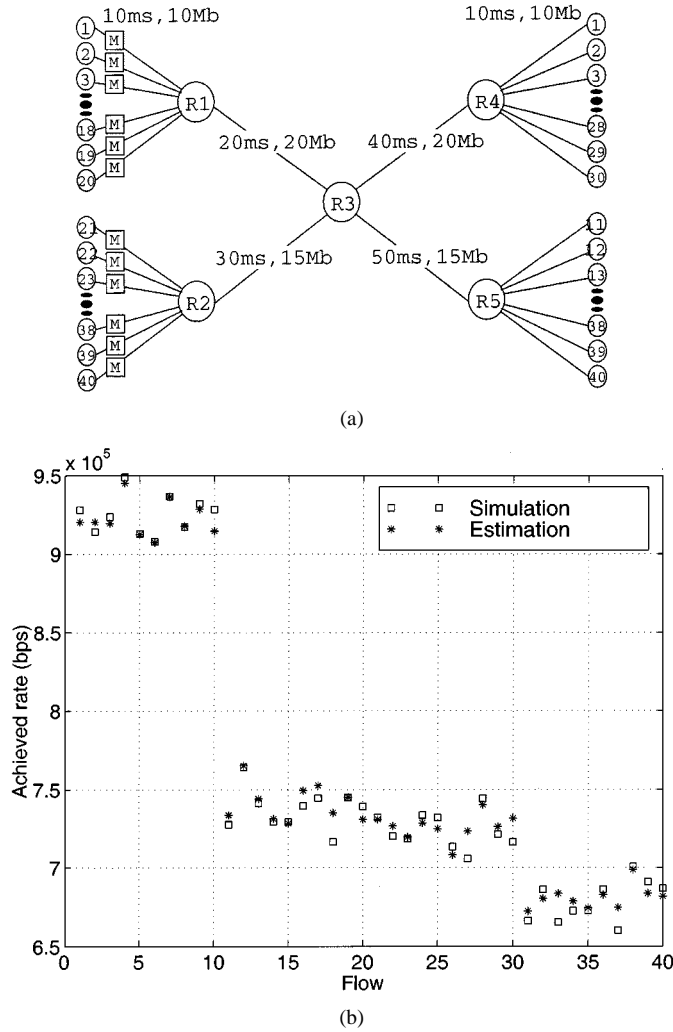 10ms,10Mb
10ms,10Mb
1 M
2 M
3 M
18 M
19 M
20 M
R1
R4
1
2
3
28
29
30
20ms,20Mb
40ms,20Mb
R3
21 M
22 M
23 M
38 M
39 M
40 M
30ms,15Mb
50ms,15Mb
R2
R5
11
12
13
38
39
40
(a)
x 10^5
Simulation
Estimation
Achieved rate (bps)
9.5
9
8.5
8
7.5
7
6.5
0 5 10 15 20 25 30 35 40
Flow
(b)